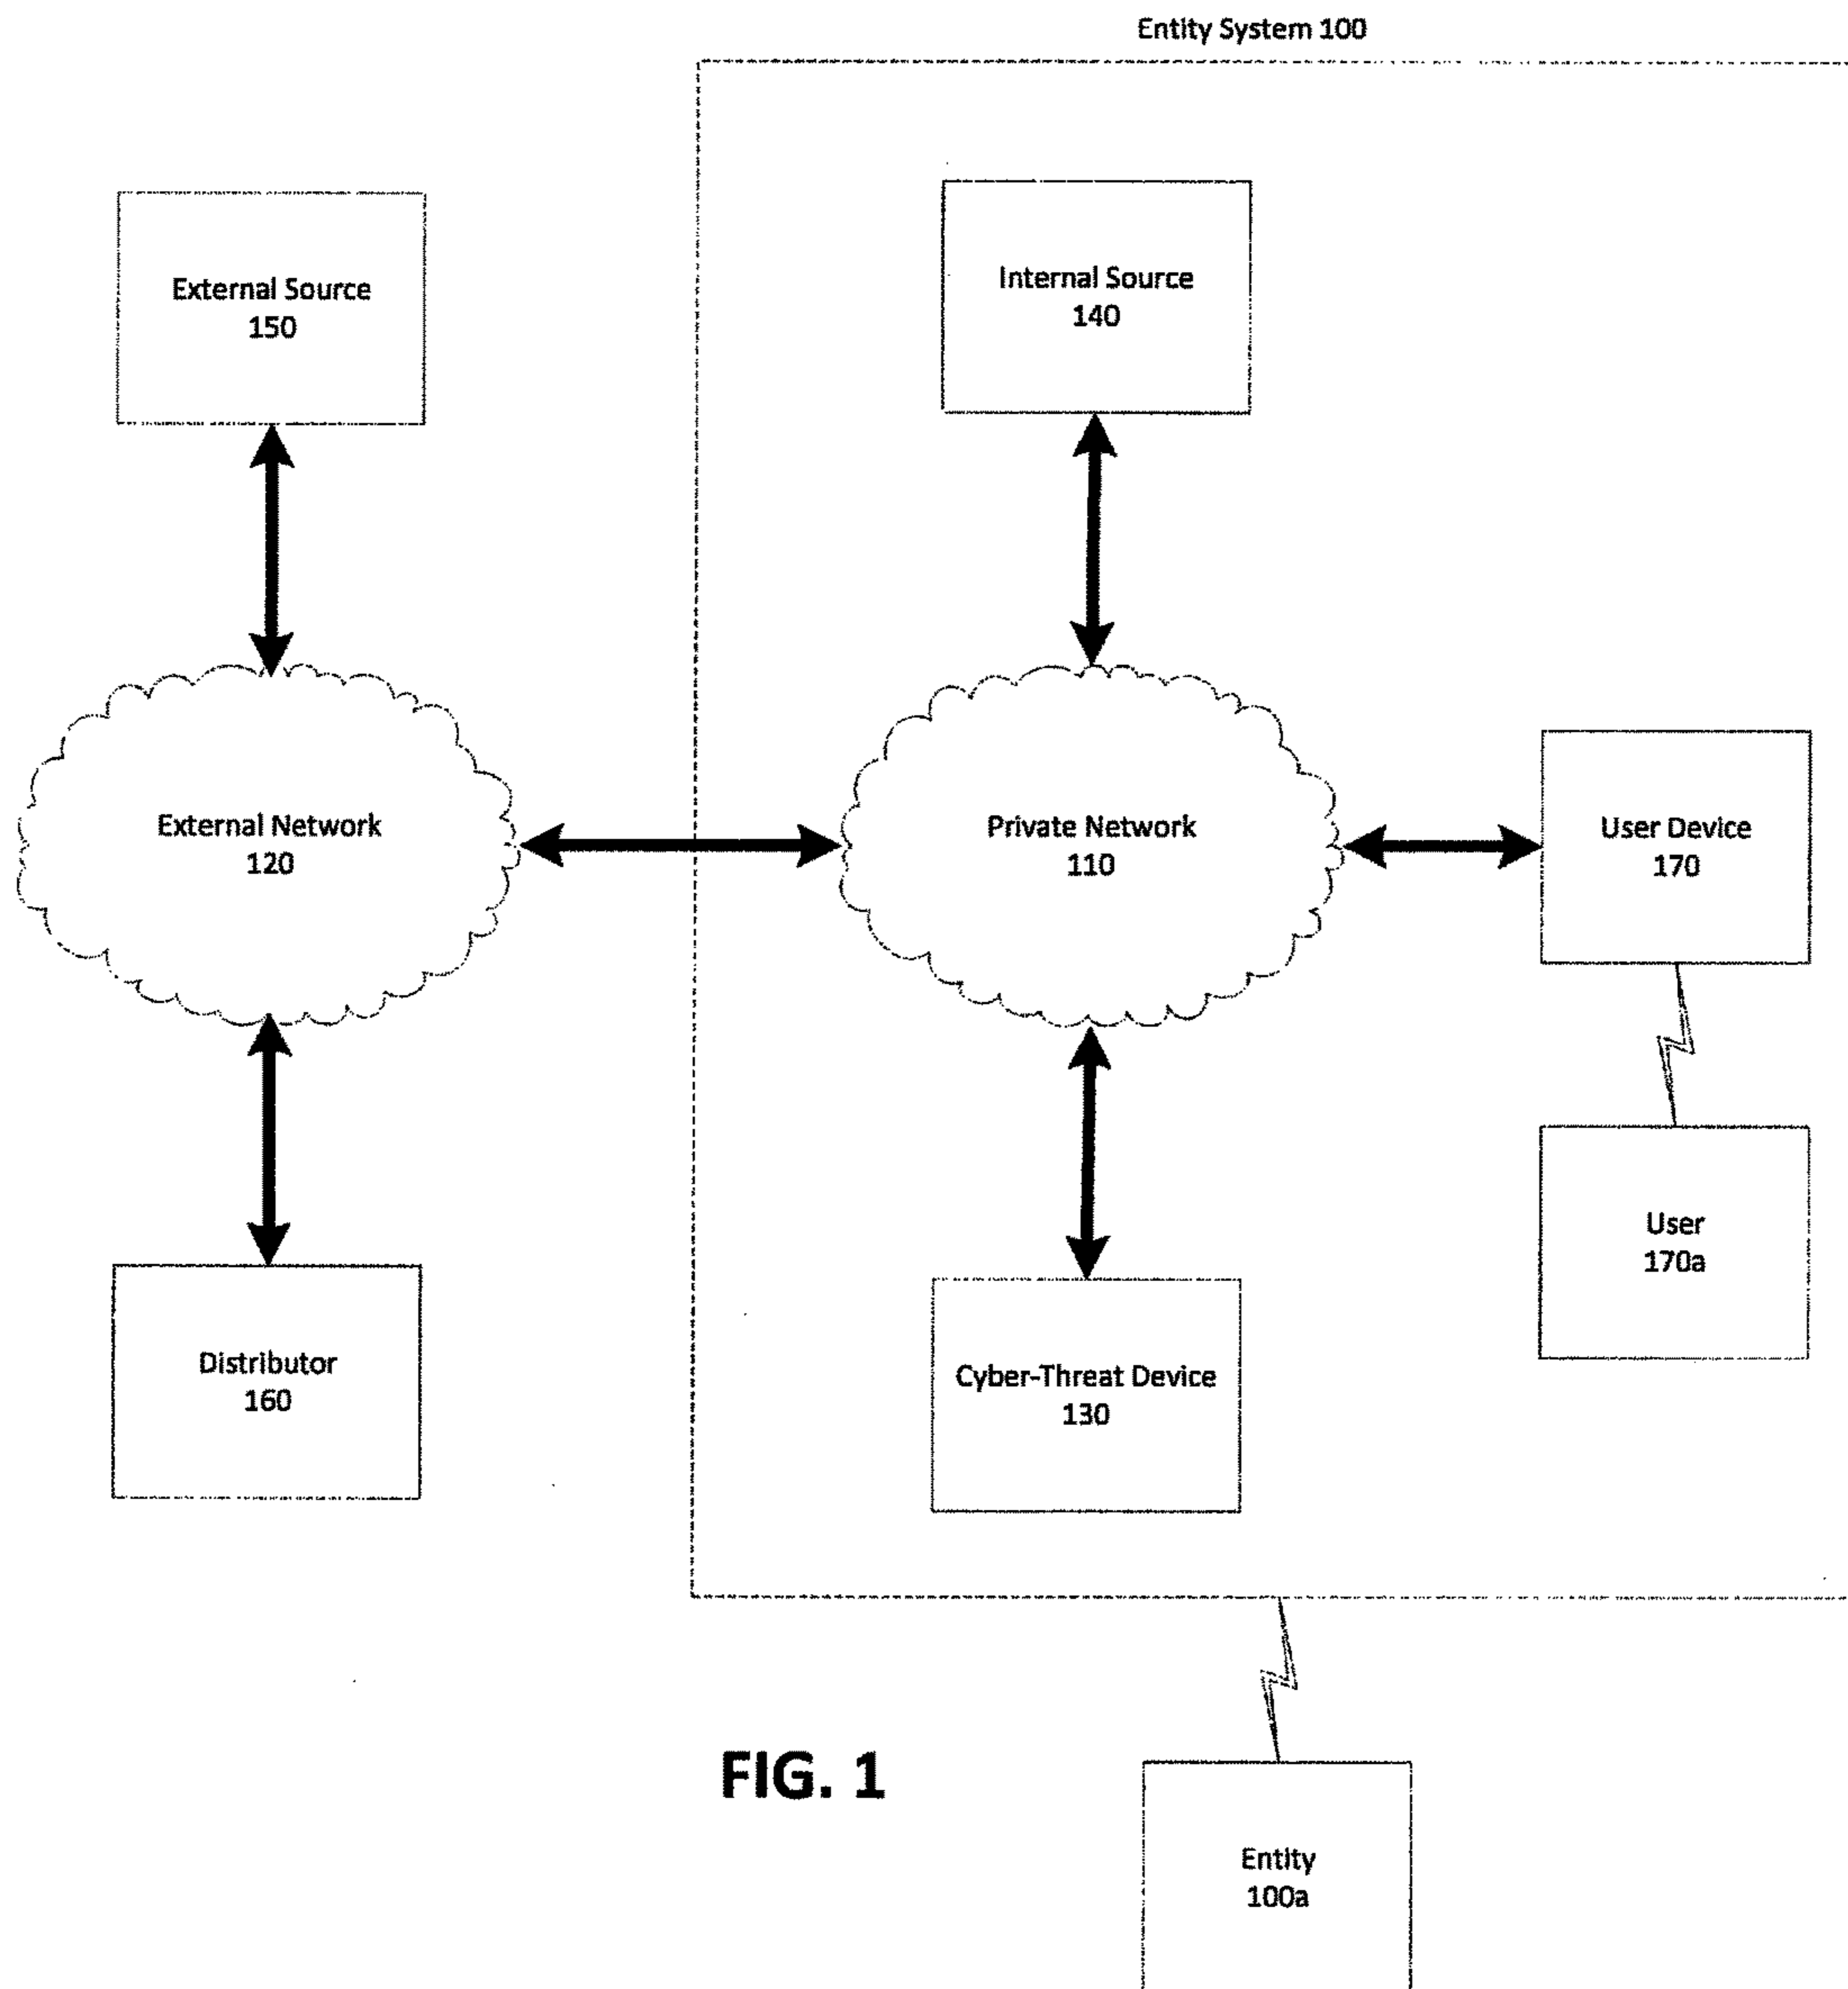 Entity System 100
External Source
150
Internal Source
140
External Network
120
Private Network
110
User Device
170
User
170a
Distributor
160
Cyber-Threat Device
130
FIG. 1
Entity
100a